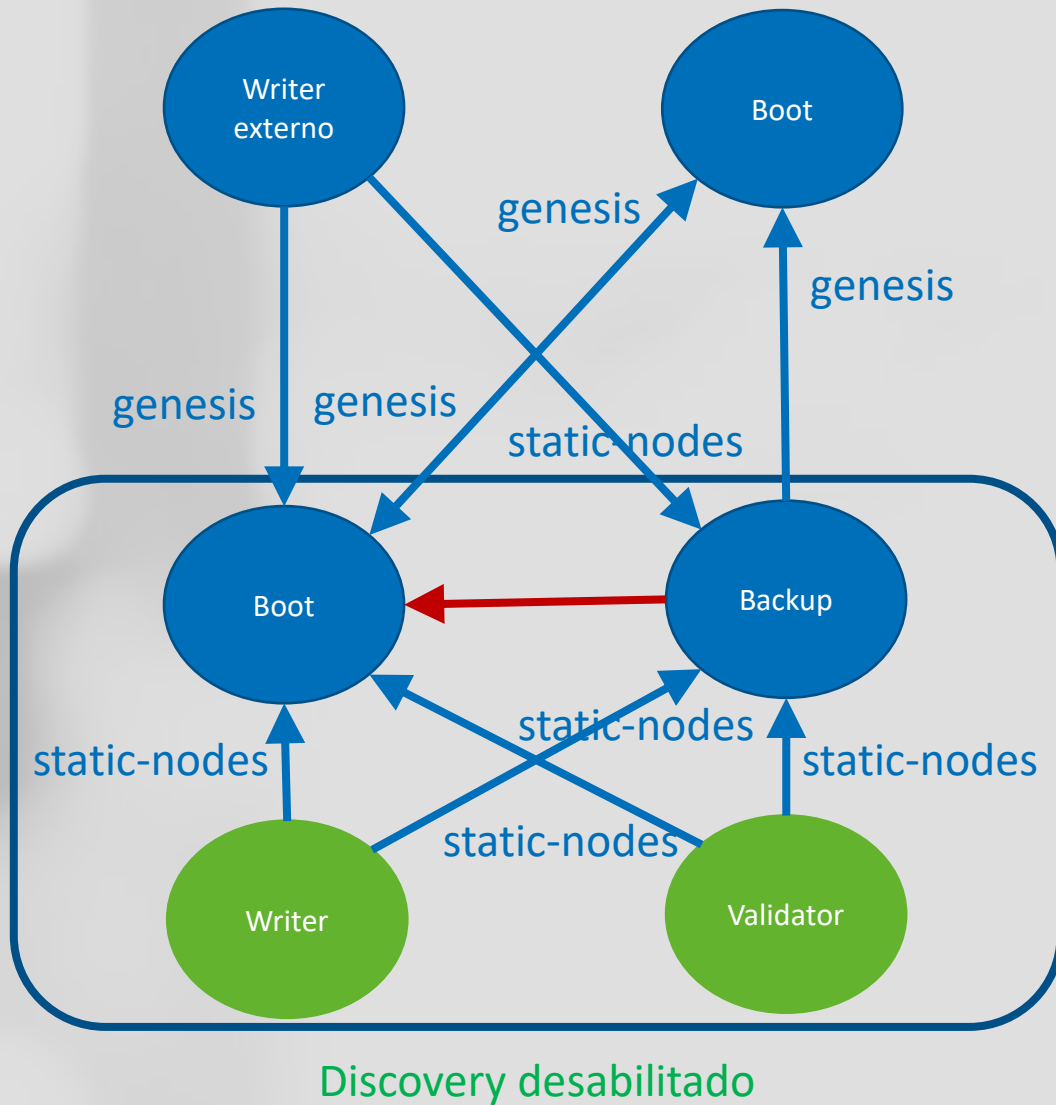 Writer
externo
Boot
genesis
genesis
genesis
genesis
static-nodes
Boot
Backup
static-nodes
static-nodes
static-nodes
static-nodes
Writer
Validator
Discovery desabilitado